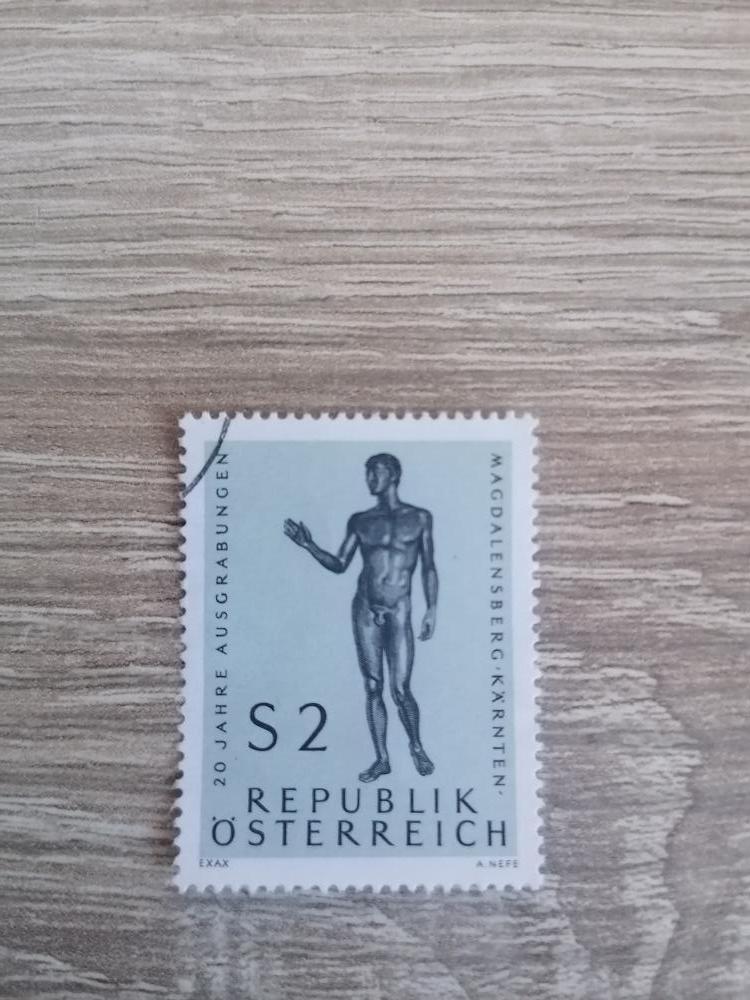 20 JAHRE AUSGRABUNGEN
MAGDALENSBERG·KÄRNTEN·
S2
REPUBLIK
ÖSTERREICH
EXAX
A. NEFE